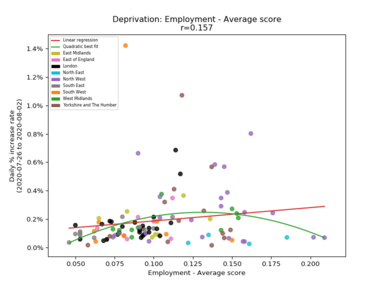 Deprivation: Employment - Average score
r=0.157
Linear regression
Quadratic best fit
East Midlands
East of England
London
North East
North West
South East
South West
West Midlands
Yorkshire and The Humber
Daily % increase rate
(2020-07-26 to 2020-08-02)
1.4%
1.2%
1.0%
0.8%
0.6%
0.4%
0.2%
0.0%
0.050 0.075 0.100 0.125 0.150 0.175 0.200
Employment - Average score